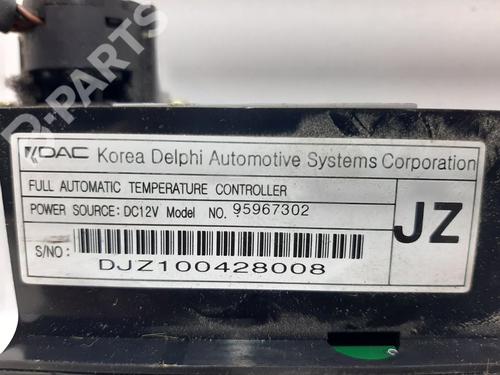 KDAC Korea Delphi Automotive Systems Corporation
FULL AUTOMATIC TEMPERATURE CONTROLLER
POWER SOURCE: DC12V Model NO. 95967302
JZ
S/NO:
DJZ100428008
B-PARTS